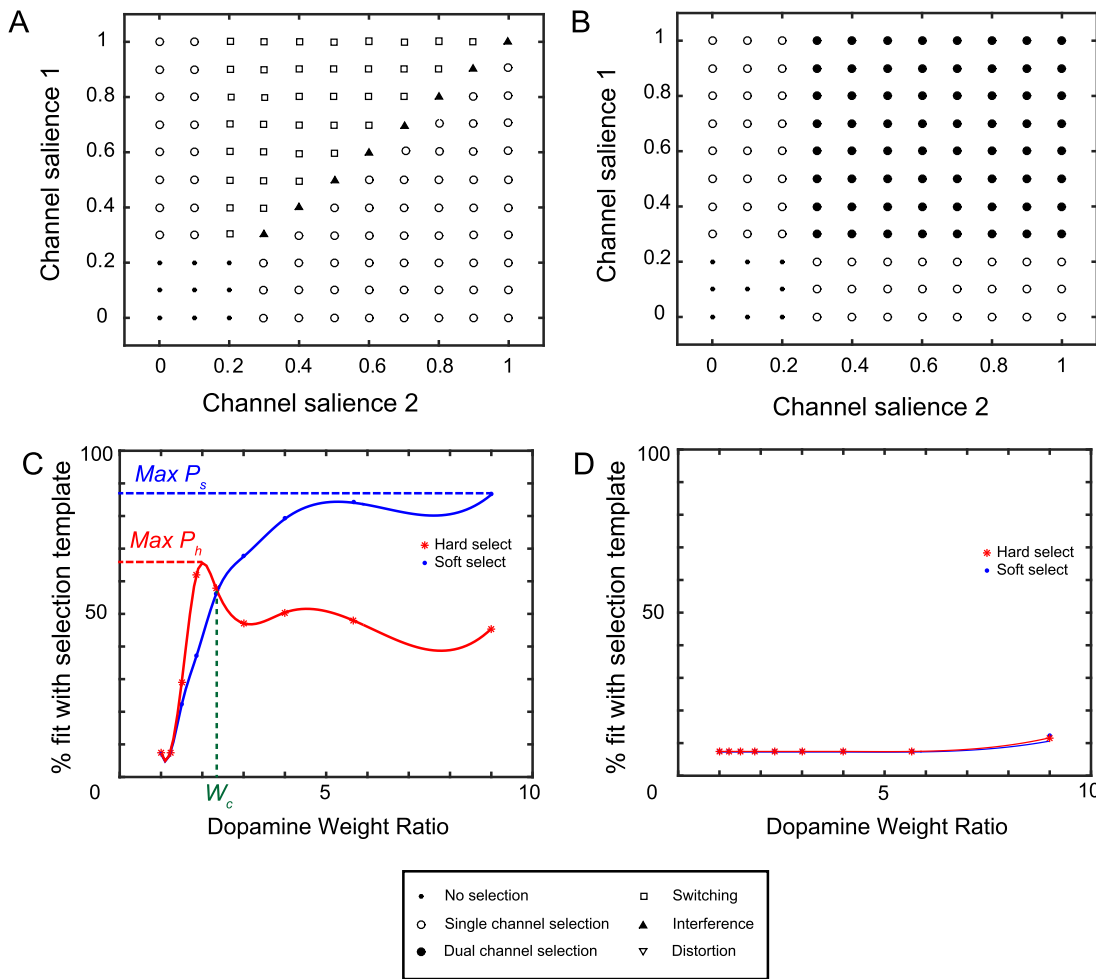 A
Channel salience 1
1
0.8
0.6
0.4
0.2
0
0 0.2 0.4 0.6 0.8 1
Channel salience 2
B
Channel salience 1
1
0.8
0.6
0.4
0.2
0
0 0.2 0.4 0.6 0.8 1
Channel salience 2
C
% fit with selection template
100
50
0
Max Ps
Max Ph
Hard select
Soft select
Wc
5
10
Dopamine Weight Ratio
D
% fit with selection template
100
50
0
Hard select
Soft select
5
10
Dopamine Weight Ratio
No selection
Single channel selection
Dual channel selection
Switching
Interference
Distortion